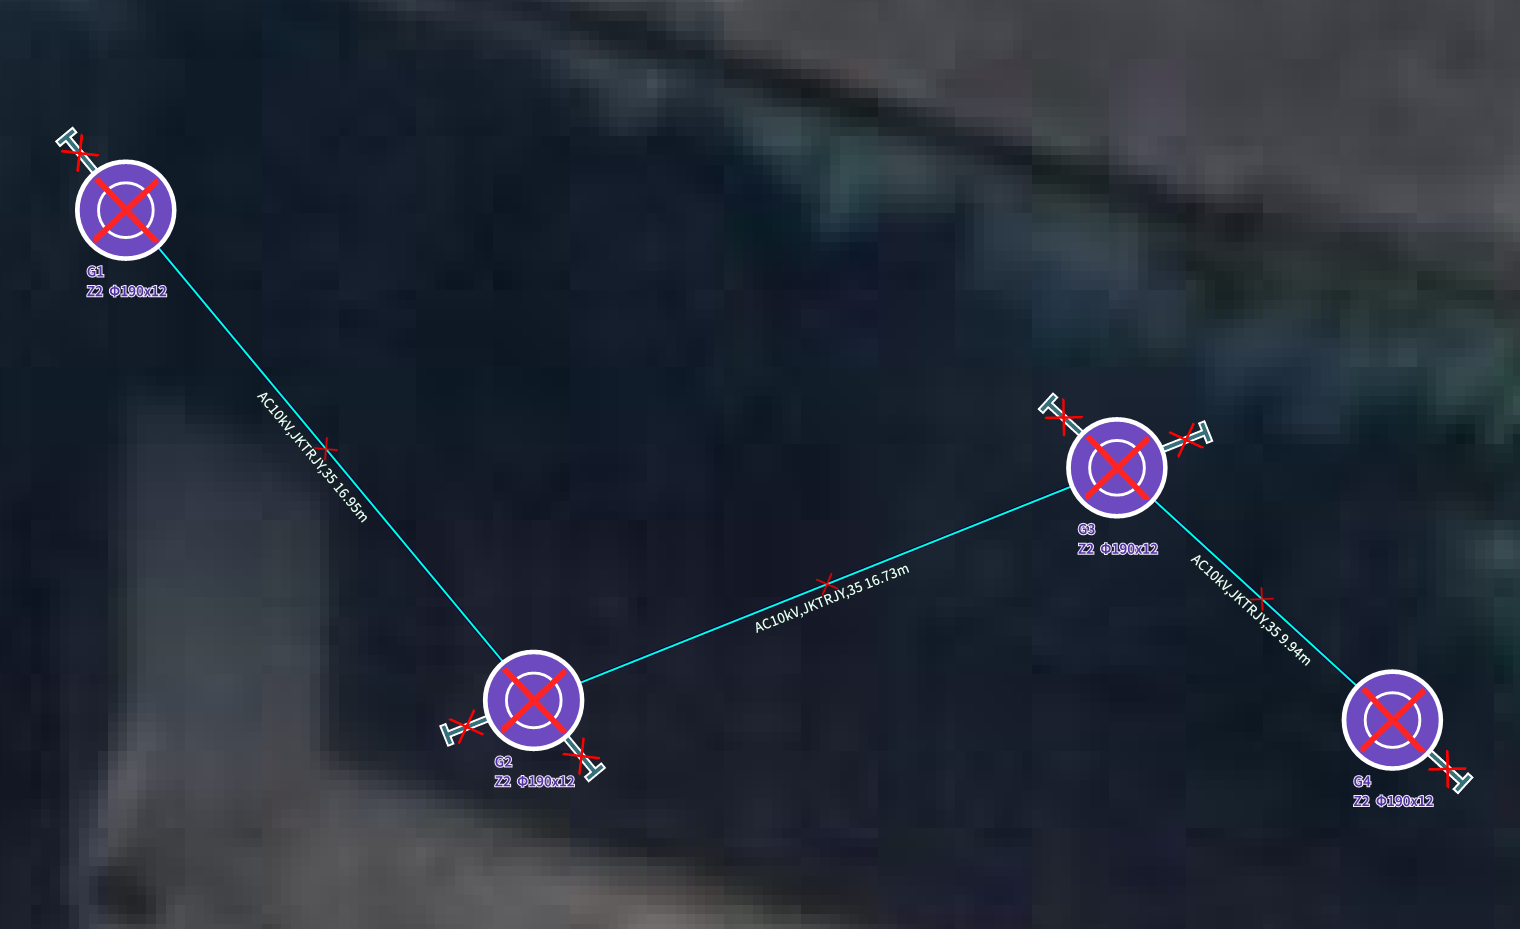 G1
Z2 Φ190x12
AC10kV,JKTRJY,35 16.95m
G2
Z2 Φ190x12
AC10kV,JKTRJY,35 16.73m
G3
Z2 Φ190x12
AC10kV,JKTRJY,35 9.94m
G4
Z2 Φ190x12